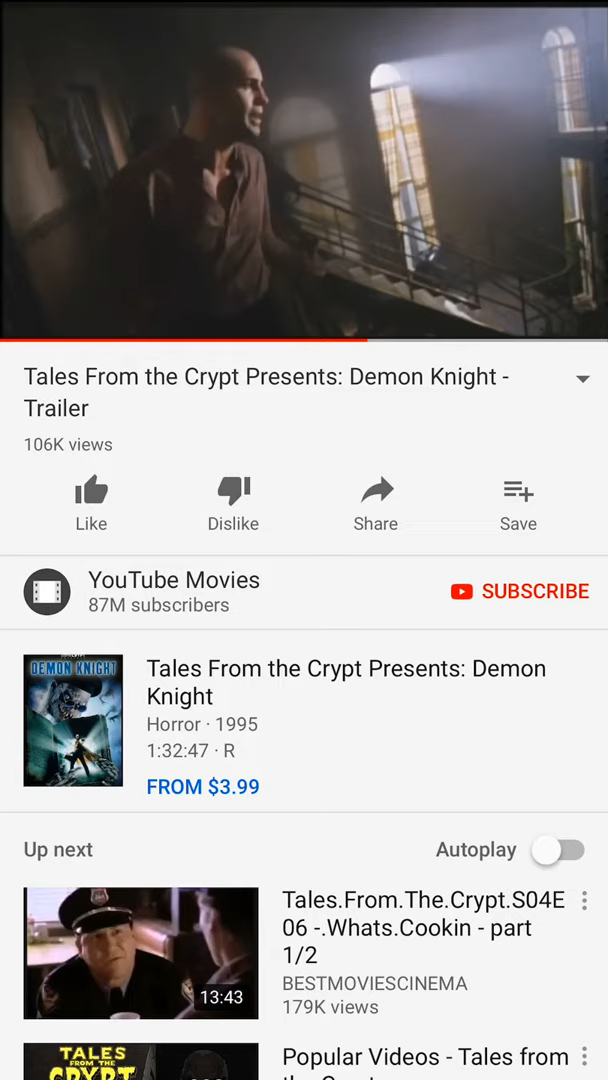 Tales From the Crypt Presents: Demon Knight -
Trailer
106K views
Like
Dislike
Share
Save
YouTube Movies
87M subscribers
SUBSCRIBE
DEMON KNIGHT
Tales From the Crypt Presents: Demon
Knight
Horror · 1995
1:32:47 · R
FROM $3.99
Up next
Autoplay
13:43
Tales.From.The.Crypt.S04E
06 -.Whats.Cookin - part
1/2
BESTMOVIESCINEMA
179K views
TALES
FROM THE
CRYPT
Popular Videos - Tales from